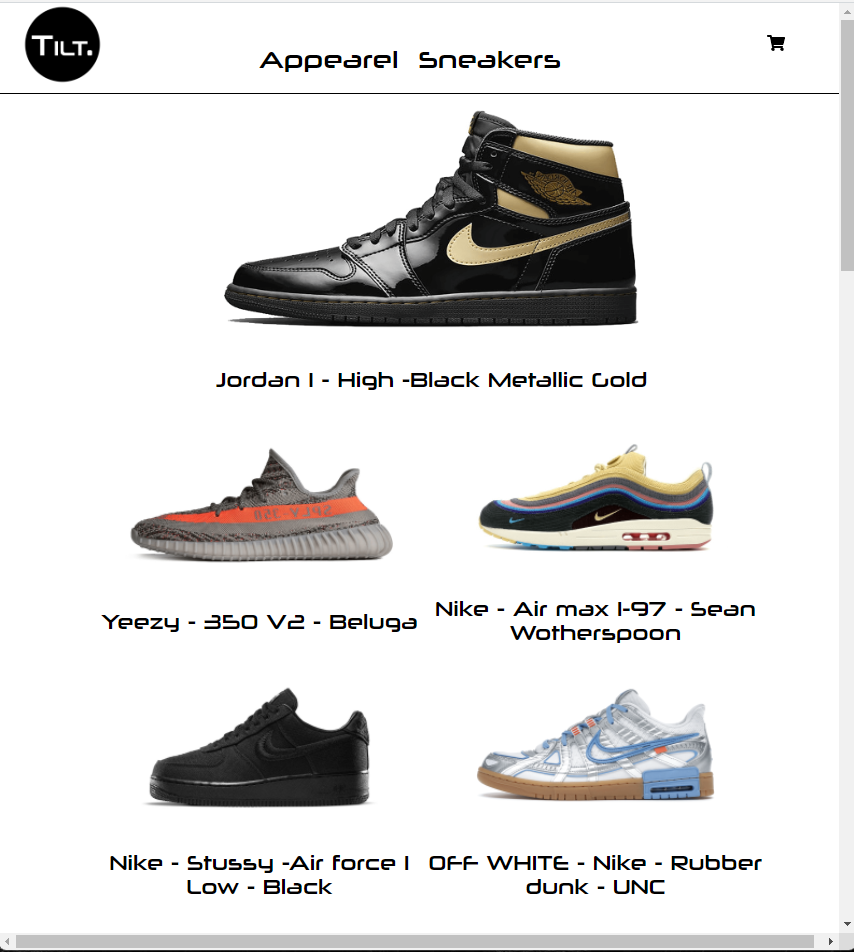 TILT.
Appearel Sneakers
Jordan 1 - High -Black Metallic Gold
Yeezy - 350 V2 - Beluga
Nike - Air max 1-97 - Sean
Wotherspoon
Nike - Stussy -Air force 1
Low - Black
OFF WHITE - Nike - Rubber
dunk - UNC